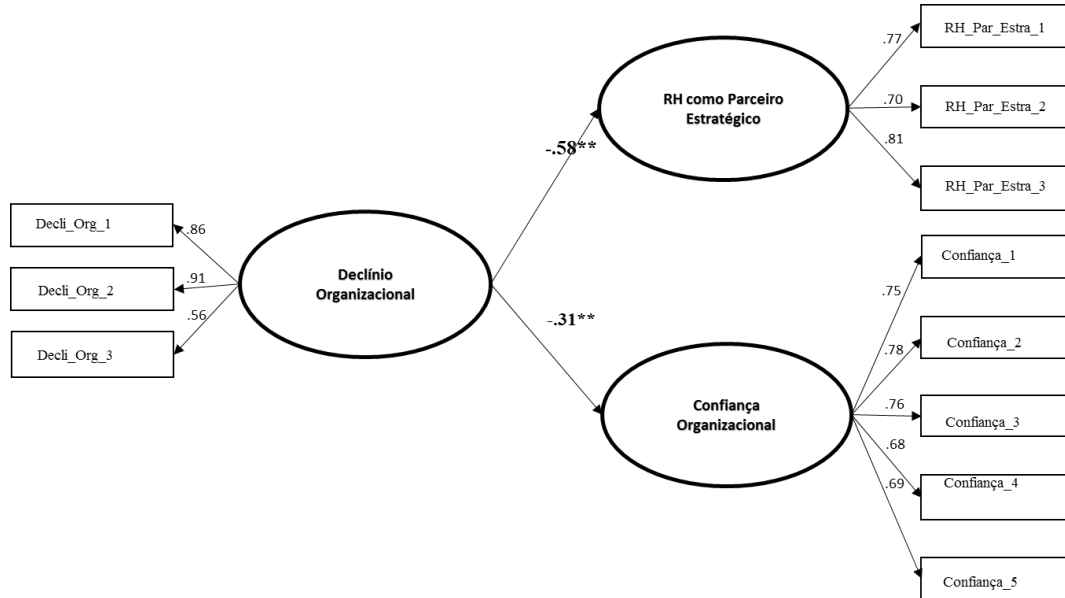 RH_Par_Estra_1
.77
RH como Parceiro
Estratégico
.70
RH_Par_Estra_2
.81
-.58**
RH_Par_Estra_3
Decli_Org_1
.86
Declínio
Organizacional
.91
Decli_Org_2
.56
Decli_Org_3
-.31**
Confiança_1
.75
Confiança_2
.78
Confiança
Organizacional
.76
Confiança_3
.68
Confiança_4
.69
Confiança_5